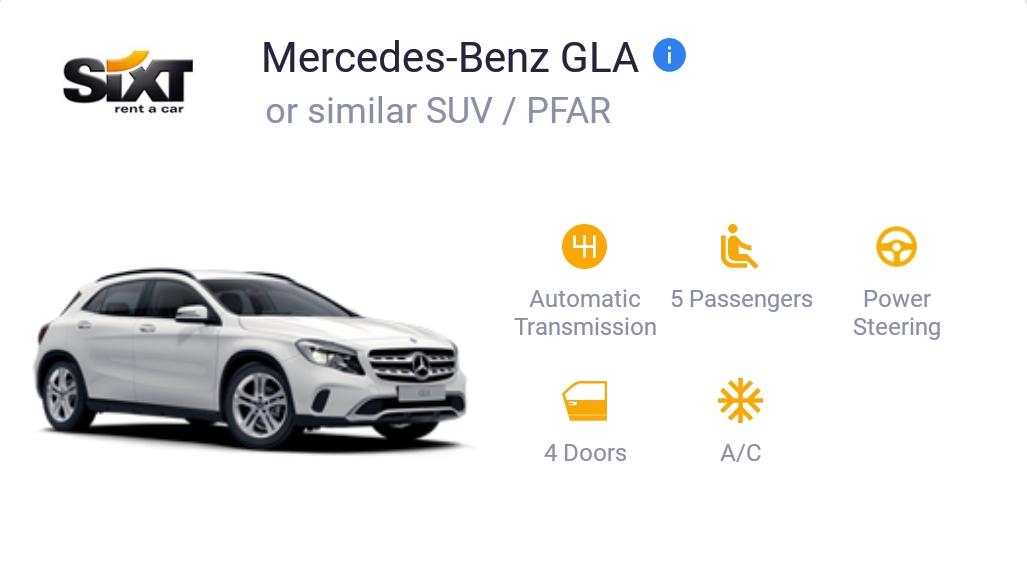 SIXT
rent a car
Mercedes-Benz GLA
or similar SUV / PFAR
Automatic
Transmission
5 Passengers
Power
Steering
4 Doors
A/C